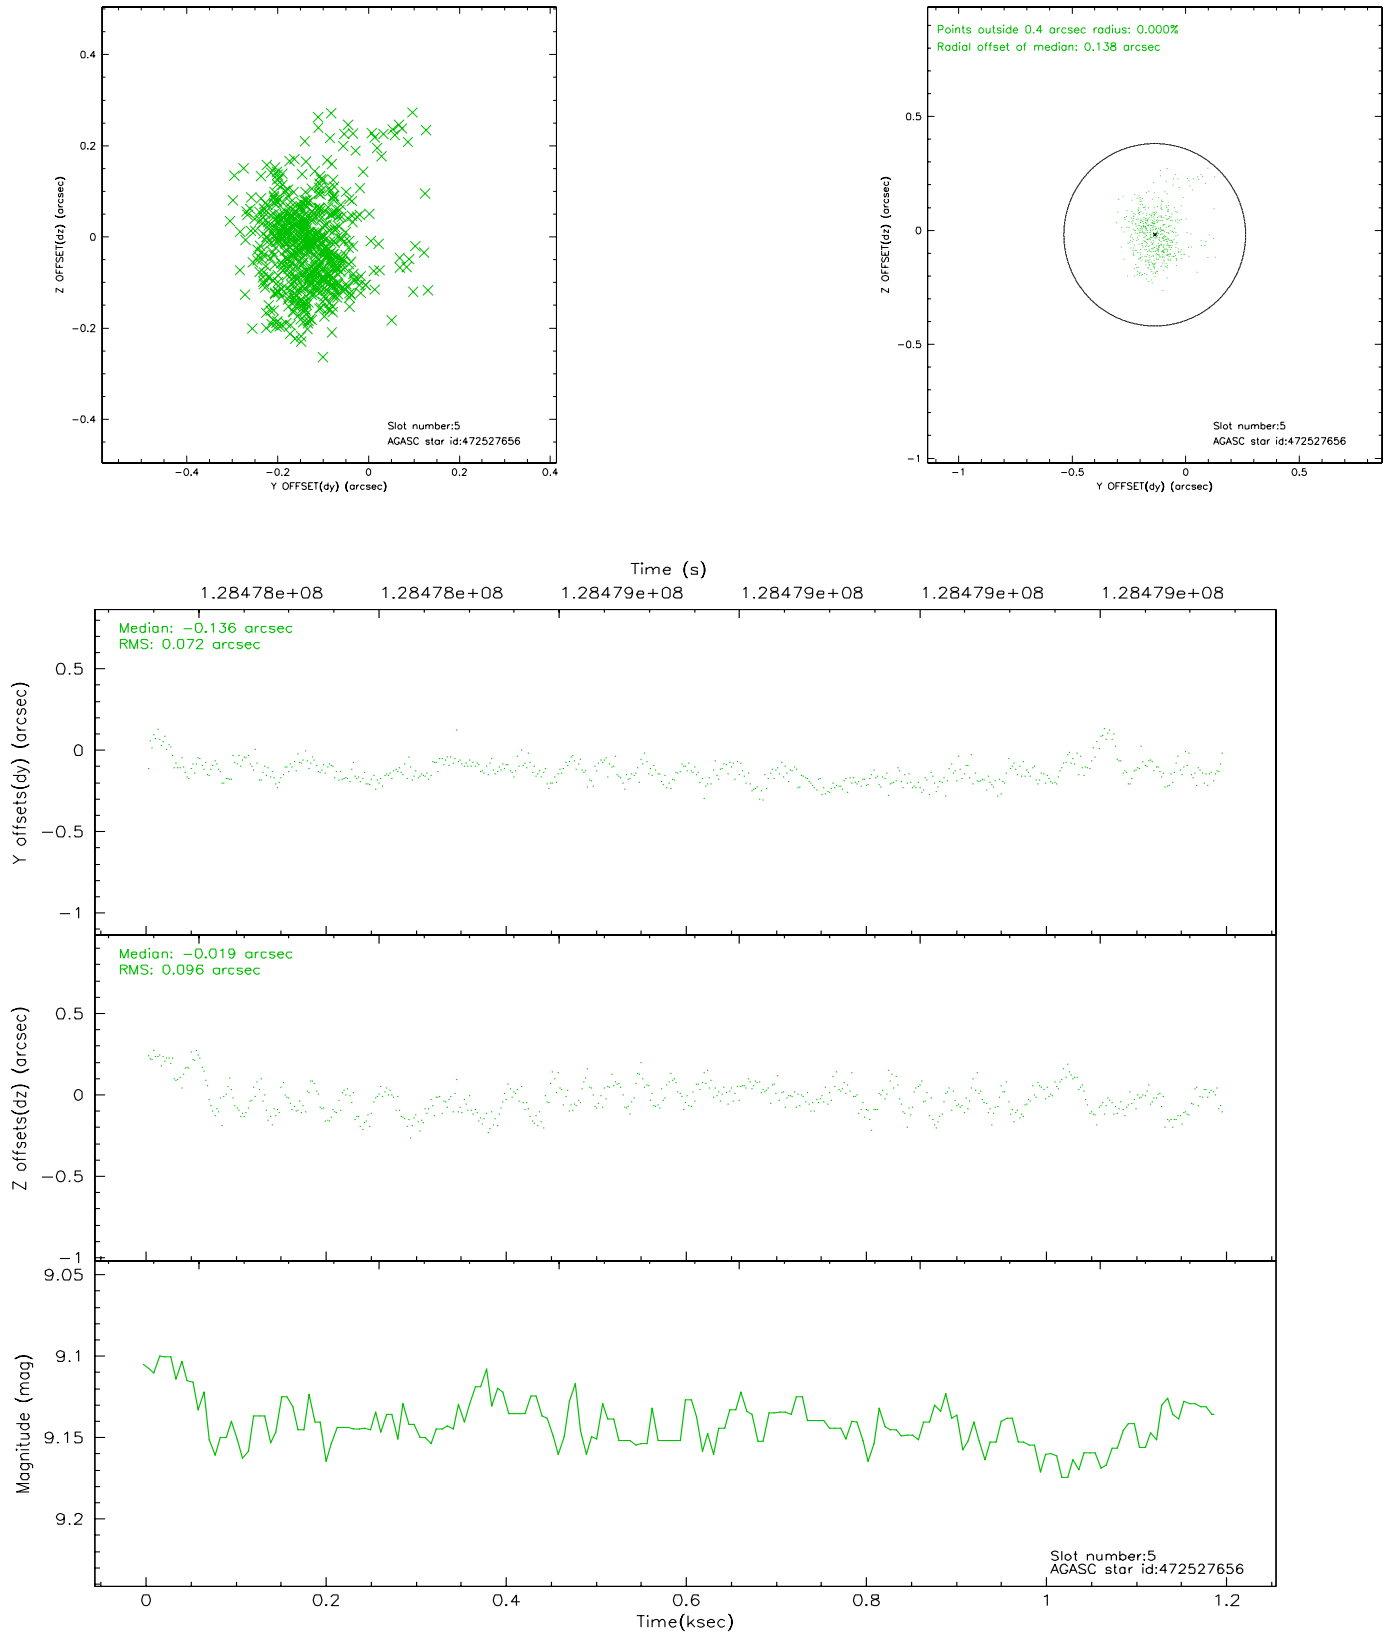 0.4
0.2
0
−0.2
−0.4
Z OFFSET(dz) (arcsec)
Slot number:5
AGASC star id:472527656
−0.4
−0.2
0
0.2
0.4
Y OFFSET(dy) (arcsec)
Points outside 0.4 arcsec radius: 0.000%
Radial offset of median: 0.138 arcsec
0.5
0
−0.5
−1
Z OFFSET(dz) (arcsec)
Slot number:5
AGASC star id:472527656
−1
−0.5
0
0.5
Y OFFSET(dy) (arcsec)
Time (s)
1.28478e+08
1.28478e+08
1.28479e+08
1.28479e+08
1.28479e+08
1.28479e+08
Median: −0.136 arcsec
RMS: 0.072 arcsec
0.5
0
−0.5
−1
Y offsets(dy) (arcsec)
Median: −0.019 arcsec
RMS: 0.096 arcsec
0.5
0
−0.5
−1
Z offsets(dz) (arcsec)
9.05
9.1
9.15
9.2
Magnitude (mag)
Slot number:5
AGASC star id:472527656
0
0.2
0.4
0.6
0.8
1
1.2
Time(ksec)